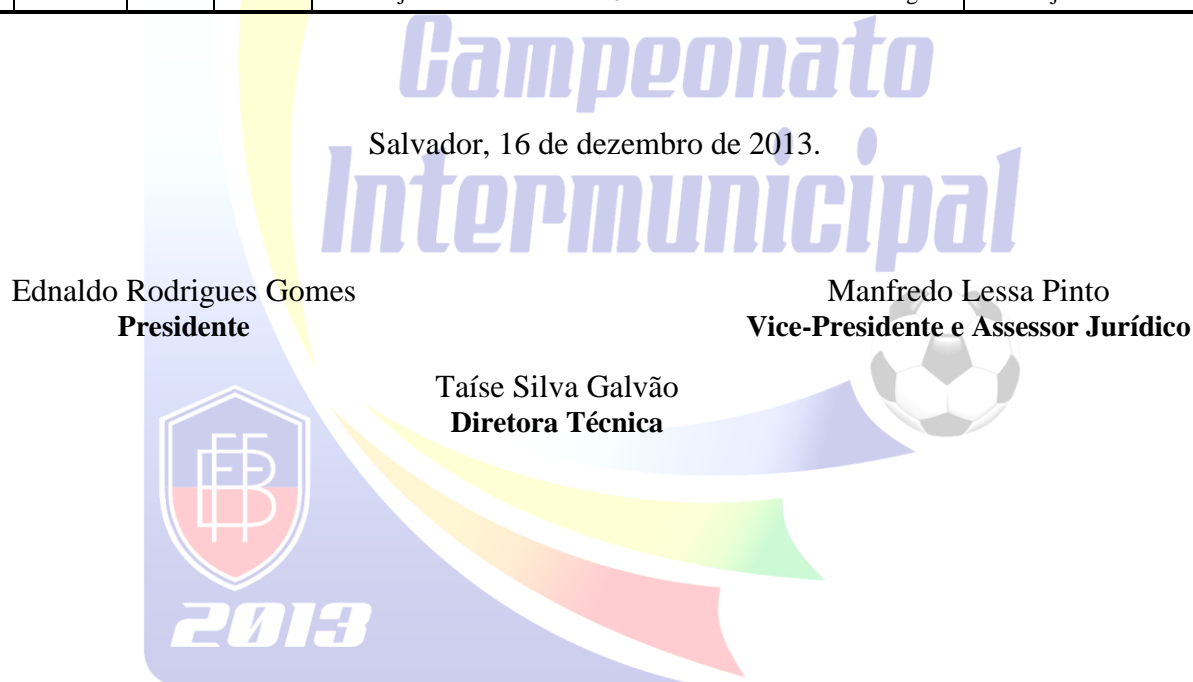 Campeonato
Salvador, 16 de dezembro de 2013.
Intermunicipal
Ednaldo Rodrigues Gomes
Presidente
Manfredo Lessa Pinto
Vice-Presidente e Assessor Jurídico
Taíse Silva Galvão
Diretora Técnica
FBF
2013